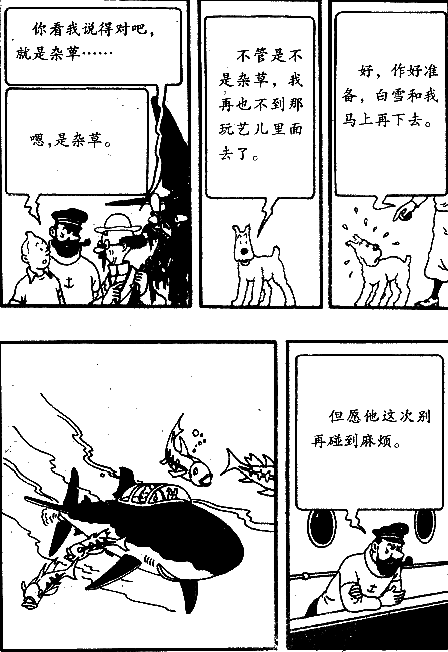 你看我说得对吧，
就是杂草……
嗯,是杂草。
不管是不
是杂草，我
再也不到那
玩艺儿里面
去了。
好，作好准
备，白雪和我
马上再下去。
但愿他这次别
再碰到麻烦。